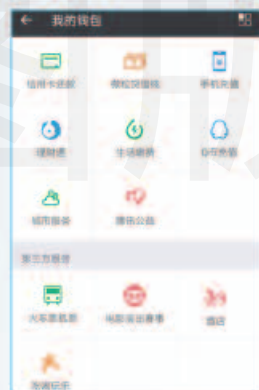 我的钱包
信用卡还款 微粒贷借钱 手机充值
理财通 生活缴费 Q币充值
城市服务 腾讯公益
第三方服务
火车票机票 电影演出赛事 酒店
吃喝玩乐